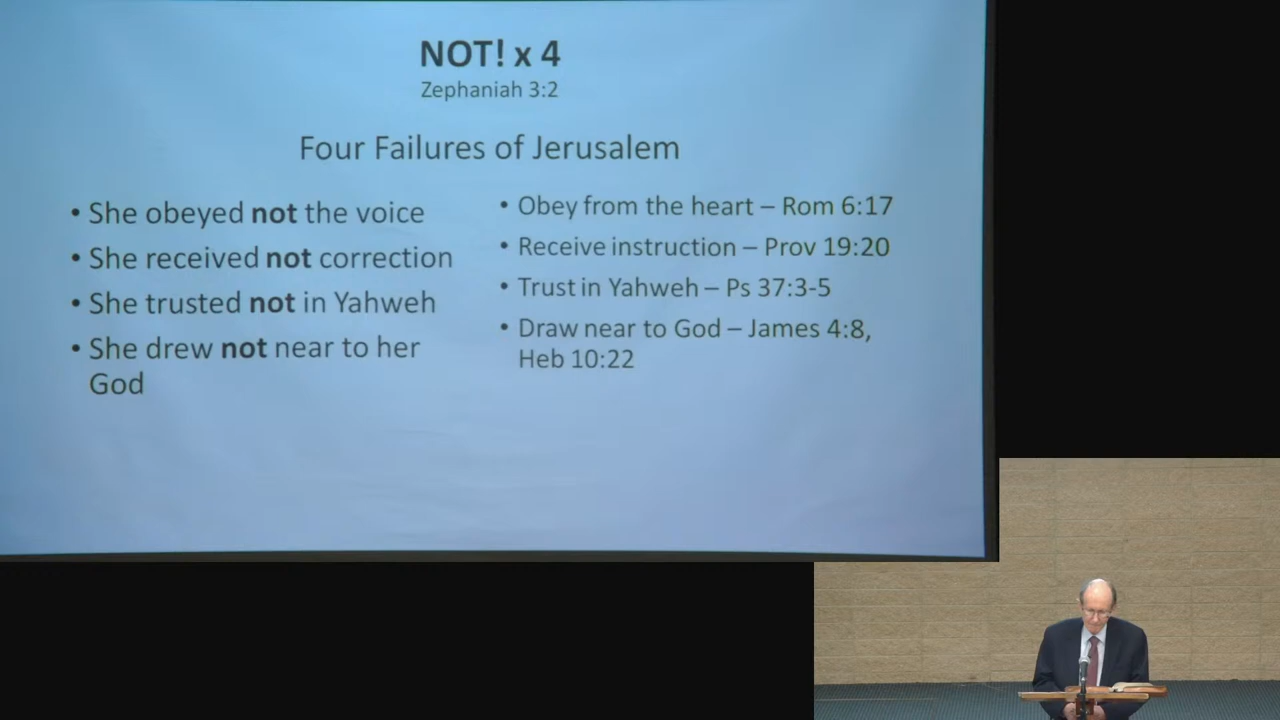 NOT! x 4
Zephaniah 3:2
Four Failures of Jerusalem
• She obeyed not the voice
• She received not correction
• She trusted not in Yahweh
• She drew not near to her
God
• Obey from the heart – Rom 6:17
• Receive instruction – Prov 19:20
• Trust in Yahweh – Ps 37:3-5
• Draw near to God – James 4:8,
Heb 10:22